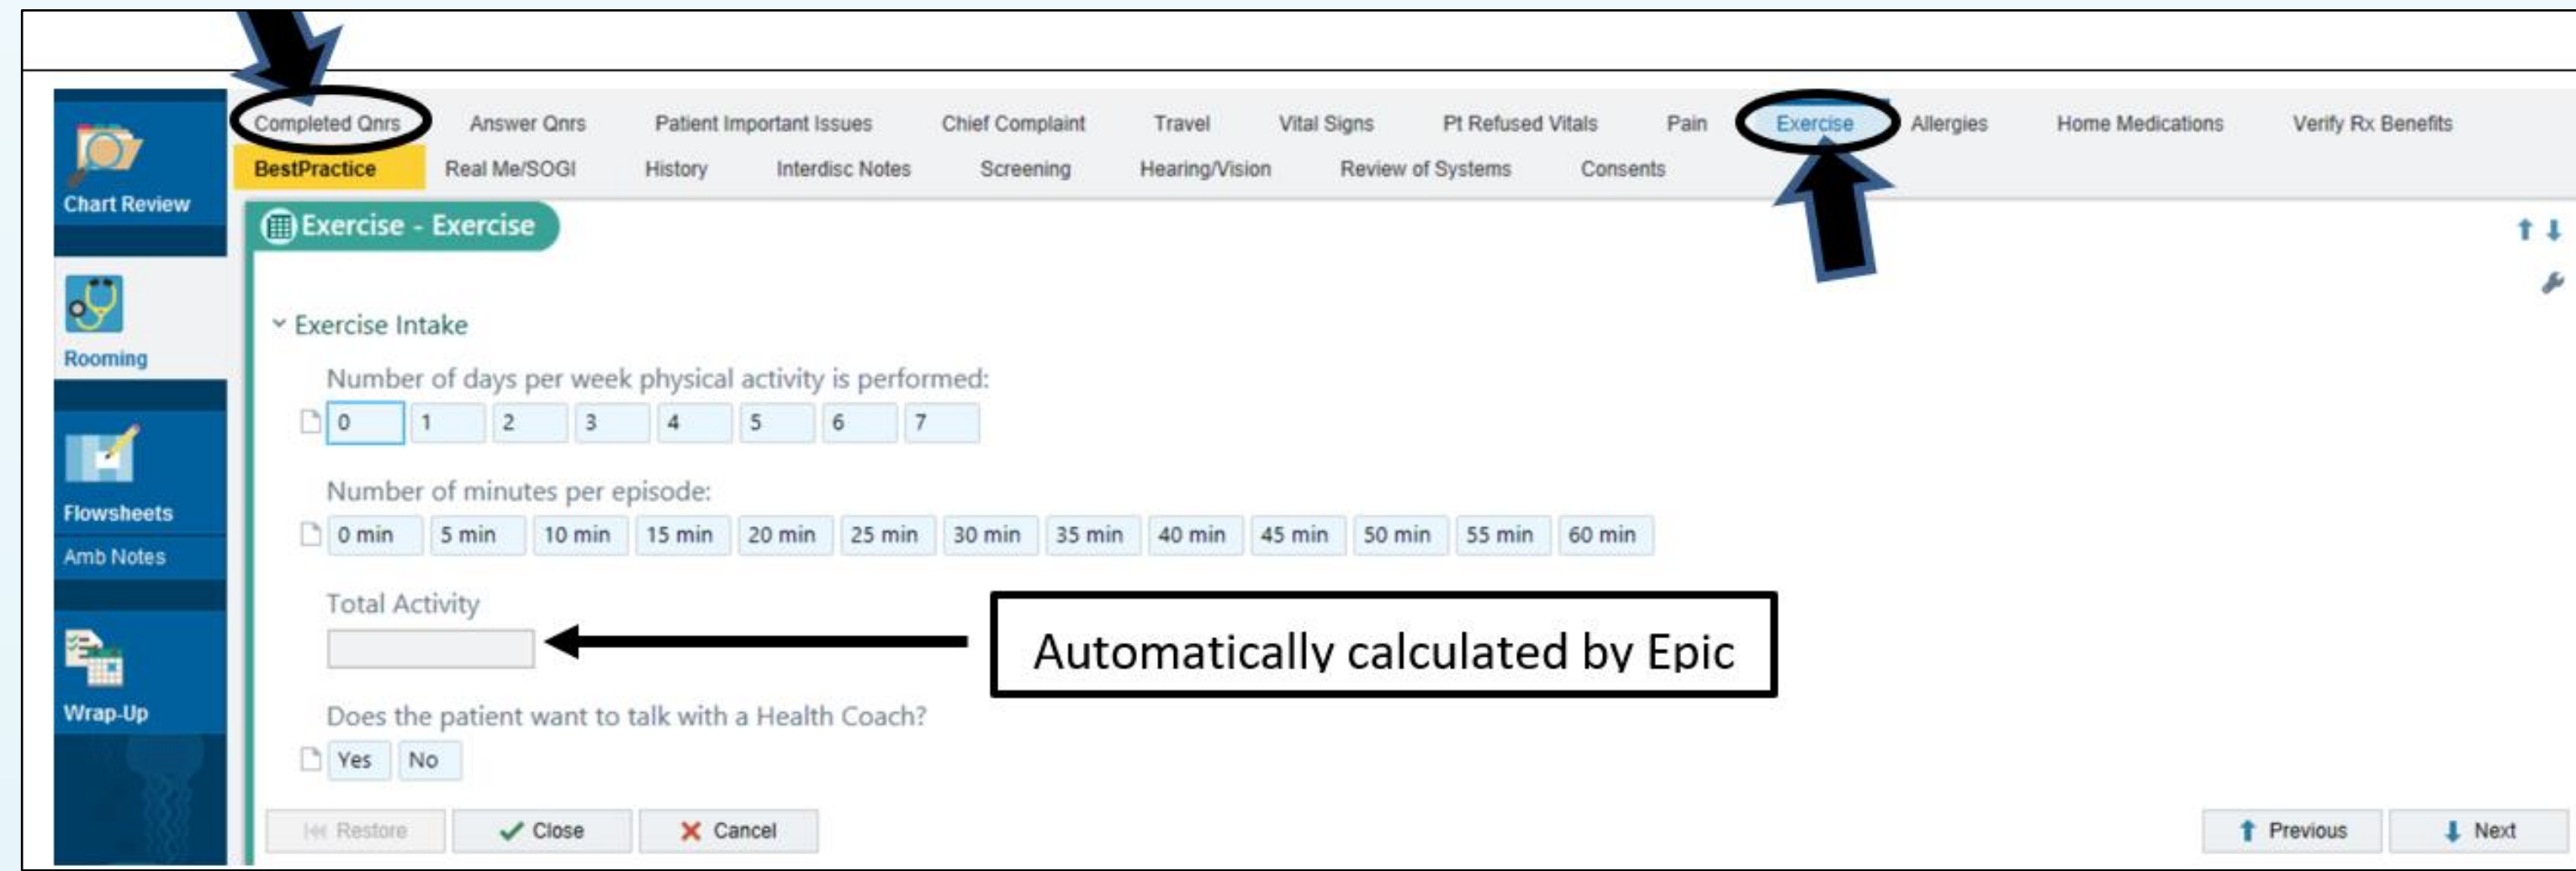 Completed Qnrs Answer Qnrs Patient Important Issues Chief Complaint Travel Vital Signs Pt Refused Vitals Pain Exercise Allergies Home Medications Verify Rx Benefits
BestPractice Real Me/SOGI History Interdisc Notes Screening Hearing/Vision Review of Systems Consents
Chart Review
Rooming
Flowsheets
Amb Notes
Wrap-Up
Exercise - Exercise
Exercise Intake
Number of days per week physical activity is performed:
0 1 2 3 4 5 6 7
Number of minutes per episode:
0 min 5 min 10 min 15 min 20 min 25 min 30 min 35 min 40 min 45 min 50 min 55 min 60 min
Total Activity
Automatically calculated by Epic
Does the patient want to talk with a Health Coach?
Yes No
Restore Close Cancel Previous Next